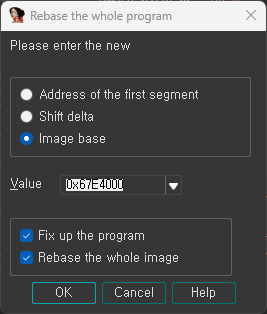 Rebase the whole program
Please enter the new
Address of the first segment
Shift delta
Image base
Value 0x67E4000
Fix up the program
Rebase the whole image
OK Cancel Help